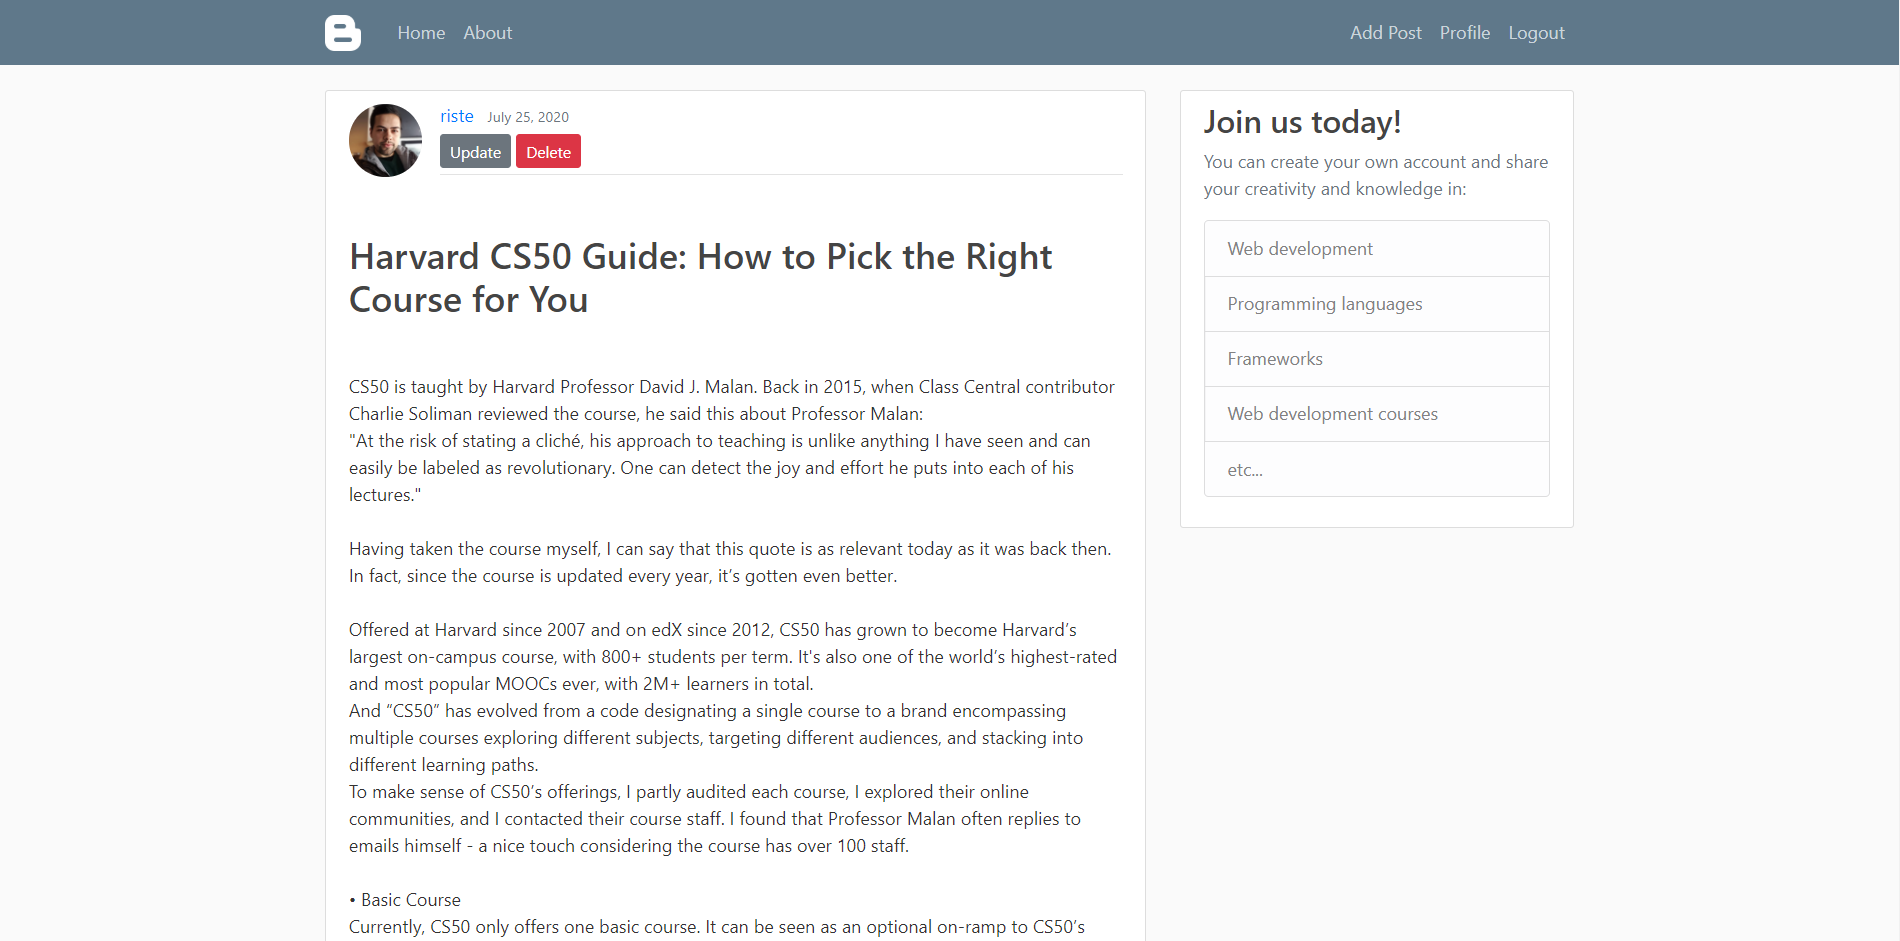 Home About Add Post Profile Logout
riste July 25, 2020
Update Delete
Harvard CS50 Guide: How to Pick the Right
Course for You
CS50 is taught by Harvard Professor David J. Malan. Back in 2015, when Class Central contributor
Charlie Soliman reviewed the course, he said this about Professor Malan:
"At the risk of stating a cliché, his approach to teaching is unlike anything I have seen and can
easily be labeled as revolutionary. One can detect the joy and effort he puts into each of his
lectures."
Having taken the course myself, I can say that this quote is as relevant today as it was back then.
In fact, since the course is updated every year, it’s gotten even better.
Offered at Harvard since 2007 and on edX since 2012, CS50 has grown to become Harvard’s
largest on-campus course, with 800+ students per term. It's also one of the world’s highest-rated
and most popular MOOCs ever, with 2M+ learners in total.
And “CS50” has evolved from a code designating a single course to a brand encompassing
multiple courses exploring different subjects, targeting different audiences, and stacking into
different learning paths.
To make sense of CS50’s offerings, I partly audited each course, I explored their online
communities, and I contacted their course staff. I found that Professor Malan often replies to
emails himself - a nice touch considering the course has over 100 staff.
• Basic Course
Currently, CS50 only offers one basic course. It can be seen as an optional on-ramp to CS50’s
Join us today!
You can create your own account and share
your creativity and knowledge in:
Web development
Programming languages
Frameworks
Web development courses
etc...